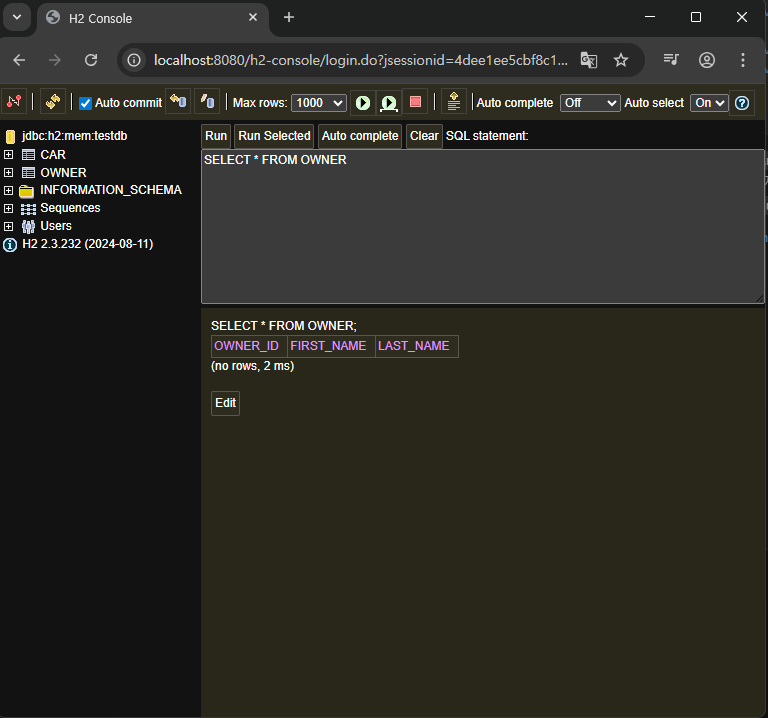 H2 Console
localhost:8080/h2-console/login.do?jsessionid=4dee1ee5cbf8c1...
Auto commit
Max rows:
1000
Auto complete
Off
Auto select
On
jdbc:h2:mem:testdb
CAR
OWNER
INFORMATION_SCHEMA
Sequences
Users
H2 2.3.232 (2024-08-11)
Run
Run Selected
Auto complete
Clear
SQL statement:
SELECT * FROM OWNER
SELECT * FROM OWNER;
OWNER_ID FIRST_NAME LAST_NAME
(no rows, 2 ms)
Edit